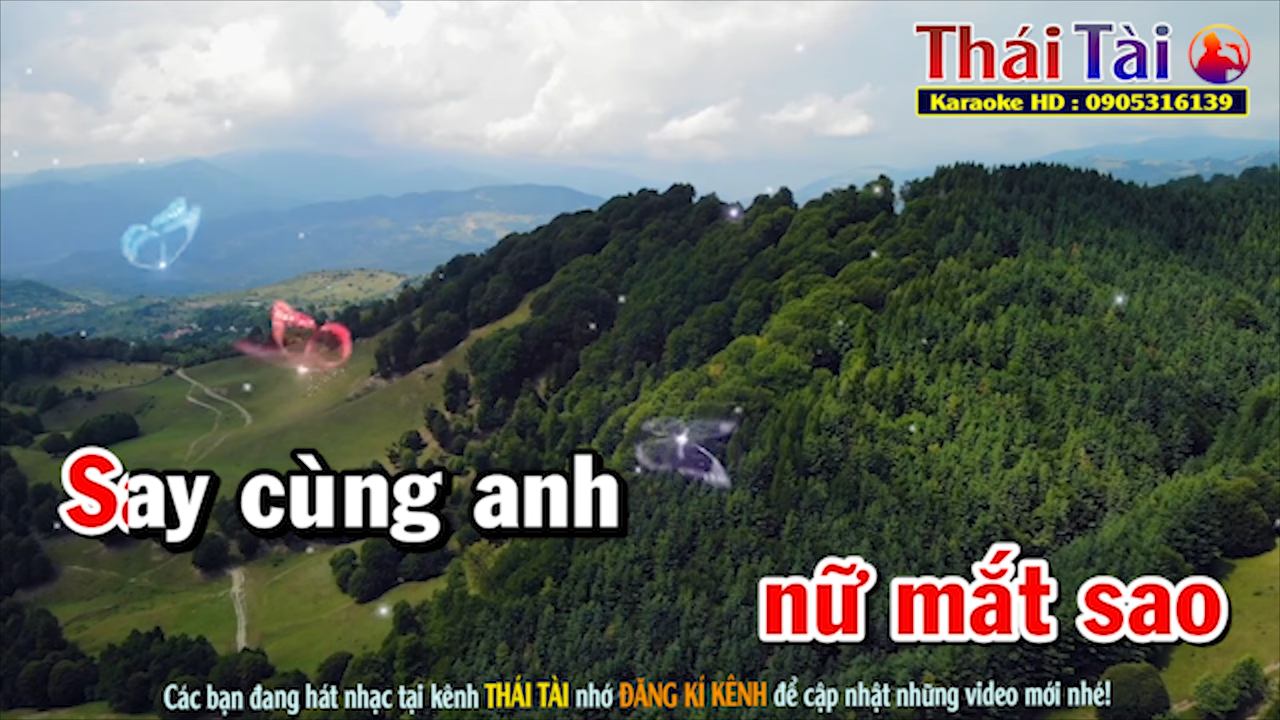 Thái Tài
Karaoke HD : 0905316139
Say cùng anh
nữ mắt sao
Các bạn đang hát nhạc tại kênh THÁI TÀI nhớ ĐĂNG KÍ KÊNH để cập nhật những video mới nhé!